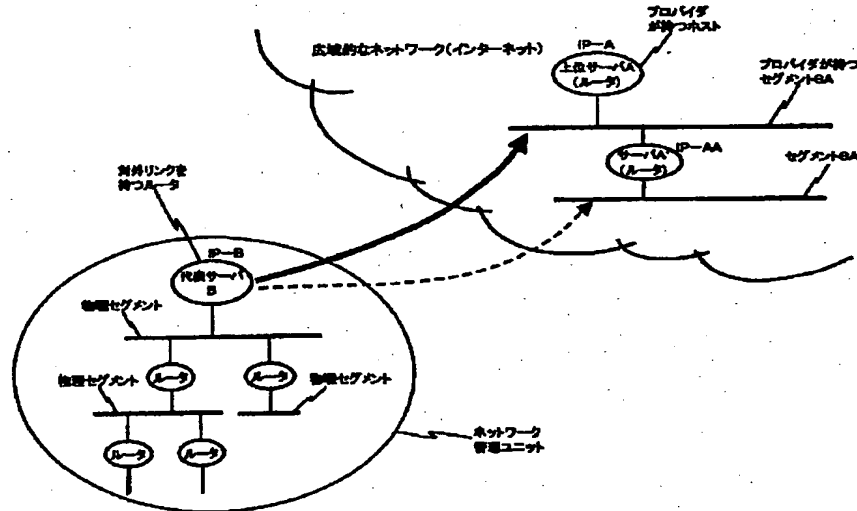 プロバイダ
が持つホスト
広域的なネットワーク(インターネット)
IP−A
上位サーバA
(ルータ)
プロバイダが持つ
セグメントSA
サーバA'
(ルータ)
IP−AA
セグメントSA
対外リンクを
持つルータ
IP−B
代表サーバ
B
物理セグメント
ルータ
ルータ
物理セグメント
物理セグメント
ルータ
ルータ
ネットワーク
管理ユニット